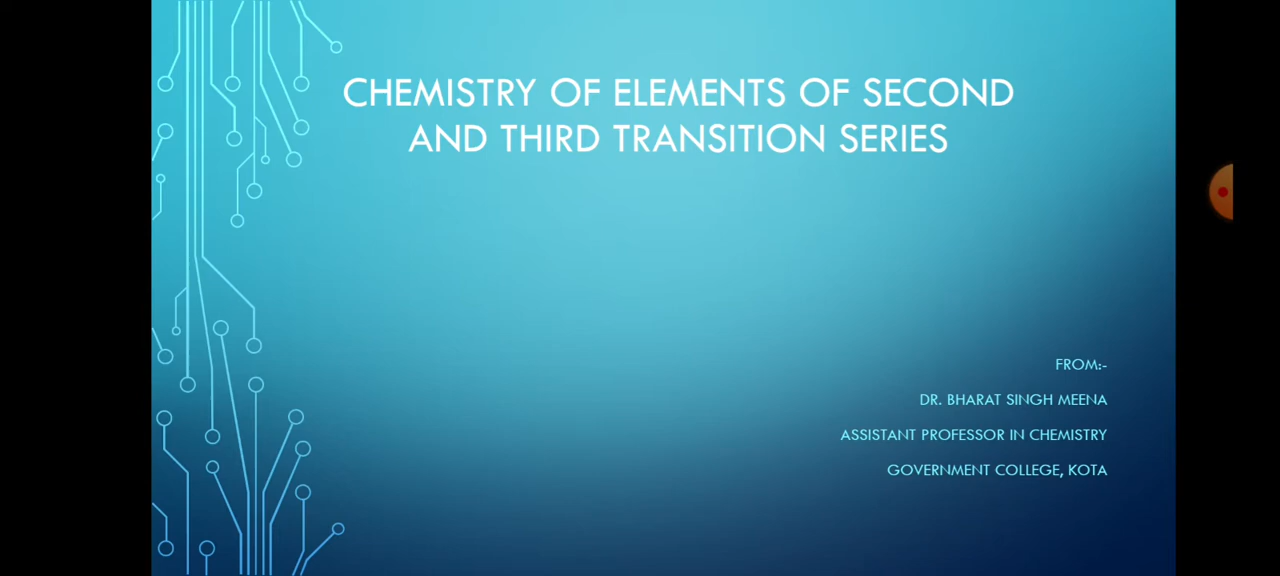 CHEMISTRY OF ELEMENTS OF SECOND
AND THIRD TRANSITION SERIES
FROM:-
DR. BHARAT SINGH MEENA
ASSISTANT PROFESSOR IN CHEMISTRY
GOVERNMENT COLLEGE, KOTA